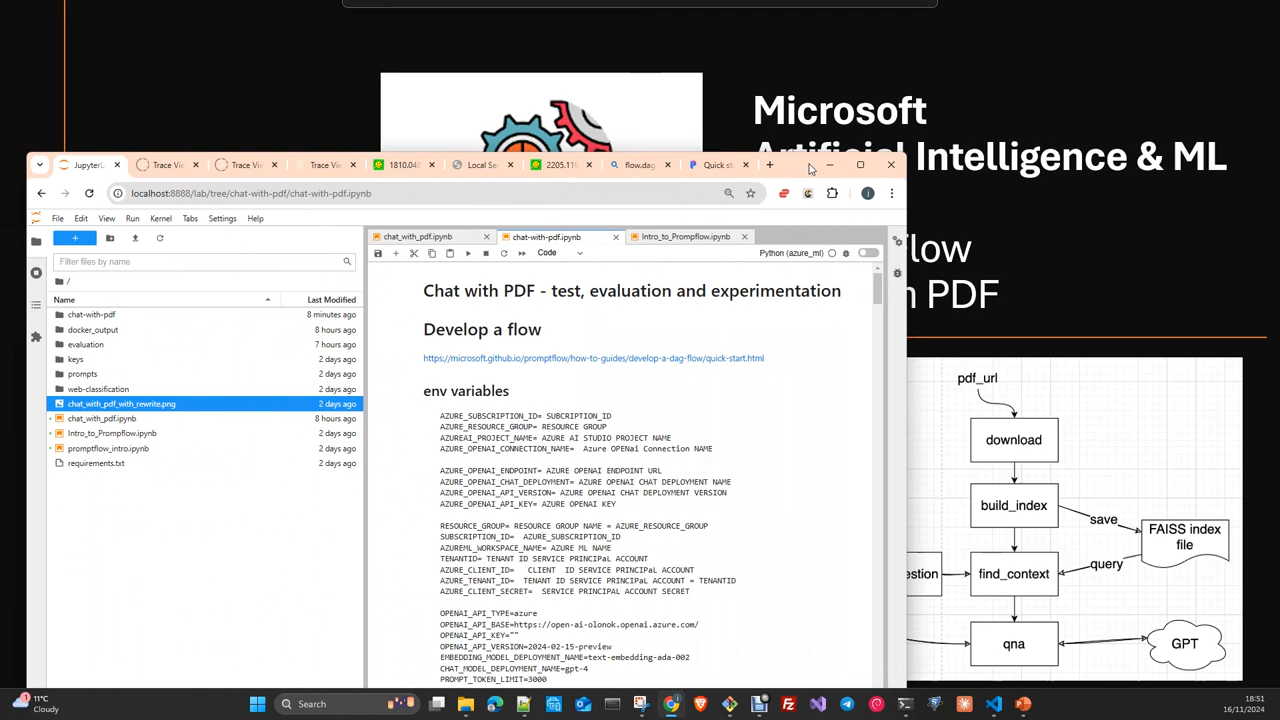 Microsoft
Artificial Intelligence & ML
JupyterL
Trace Vi
Trace Vi
Trace Vi
1810.04
Local Se
2205.11
flow.dag
Quick st
localhost:8888/lab/tree/chat-with-pdf/chat-with-pdf.ipynb
File Edit View Run Kernel Tabs Settings Help
flow
PDF
Filter files by name
/
Name Last Modified
chat-with-pdf 8 minutes ago
docker_output 8 hours ago
evaluation 7 hours ago
keys 2 days ago
prompts 2 days ago
web-classification 2 days ago
chat_with_pdf_with_rewrite.png 2 days ago
chat_with_pdf.ipynb 8 hours ago
Intro_to_Prompflow.ipynb 2 days ago
promptflow_intro.ipynb 2 days ago
requirements.txt 2 days ago
chat_with_pdf.ipynb
chat-with-pdf.ipynb
Intro_to_Prompflow.ipynb
Code
Python (azure_ml)
Chat with PDF - test, evaluation and experimentation
Develop a flow
https://microsoft.github.io/promptflow/how-to-guides/develop-a-dag-flow/quick-start.html
env variables
AZURE_SUBSCRIPTION_ID= SUBCRIPTION_ID
AZURE_RESOURCE_GROUP= RESOURCE GROUP
AZUREAI_PROJECT_NAME= AZURE AI STUDIO PROJECT NAME
AZURE_OPENAI_CONNECTION_NAME=  Azure OpenAI Connection NAME
AZURE_OPENAI_ENDPOINT= AZURE OPENAI ENDPOINT URL
AZURE_OPENAI_CHAT_DEPLOYMENT= AZURE OPENAI CHAT DEPLOYMENT NAME
AZURE_OPENAI_API_VERSION= AZURE OPENAI CHAT DEPLOYMENT VERSION
AZURE_OPENAI_API_KEY= AZURE OPENAI KEY
RESOURCE_GROUP= RESOURCE GROUP NAME = AZURE_RESOURCE_GROUP
SUBSCRIPTION_ID=  AZURE_SUBSCRIPTION_ID
AZUREML_WORKSPACE_NAME= AZURE ML NAME
TENANTID= TENANT ID SERVICE PRINCIPaL ACCOUNT
AZURE_CLIENT_ID=   CLIENT  ID SERVICE PRINCIPaL ACCOUNT
AZURE_TENANT_ID=  TENANT ID SERVICE PRINCIPaL ACCOUNT = TENANTID
AZURE_CLIENT_SECRET=  SERVICE PRINCIPAL ACCOUNT SECRET
OPENAI_API_TYPE=azure
OPENAI_API_BASE=https://open-ai-olonok.openai.azure.com/
OPENAI_API_KEY=""
OPENAI_API_VERSION=2024-02-15-preview
EMBEDDING_MODEL_DEPLOYMENT_NAME=text-embedding-ada-002
CHAT_MODEL_DEPLOYMENT_NAME=gpt-4
PROMPT_TOKEN_LIMIT=3000
pdf_url
download
build_index
save
FAISS index
file
query
estion
find_context
qna
GPT
11°C
Cloudy
Search
18:51
16/11/2024